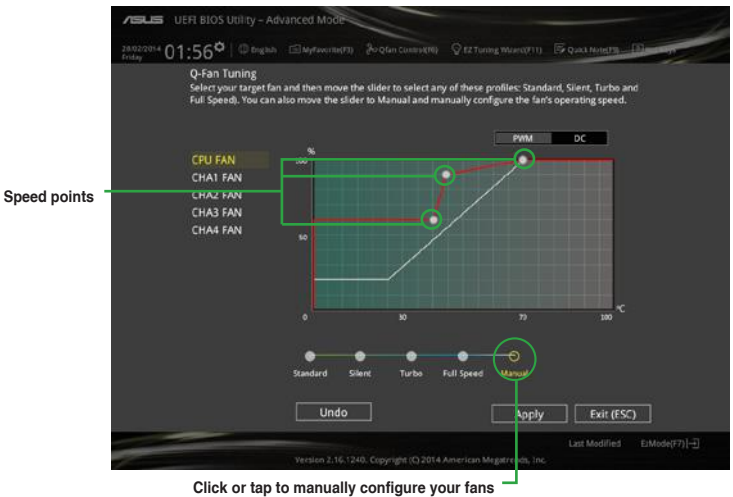 ASUS UEFI BIOS Utility – Advanced Mode
28/02/2014
Friday
01:56 English MyFavorite(F3) Qfan Control(F6) EZ Tuning Wizard(F11) Quick Note(F9)
Q-Fan Tuning
Select your target fan and then move the slider to select any of these profiles: Standard, Silent, Turbo and
Full Speed). You can also move the slider to Manual and manually configure the fan's operating speed.
PWM DC
%
100
CPU FAN
CHA1 FAN
CHA2 FAN
CHA3 FAN
CHA4 FAN
Speed points
50
°C
0 30 70 100
Standard Silent Turbo Full Speed Manual
Undo Apply Exit (ESC)
Last Modified EzMode(F7)
Version 2.16.1240. Copyright (C) 2014 American Megatrends, Inc.
Click or tap to manually configure your fans